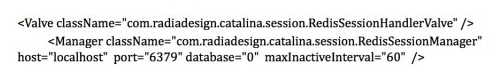 <Valve className="com.radiadesign.catalina.session.RedisSessionHandlerValve" />
<Manager className="com.radiadesign.catalina.session.RedisSessionManager"
host="localhost" port="6379" database="0" maxInactiveInterval="60" />